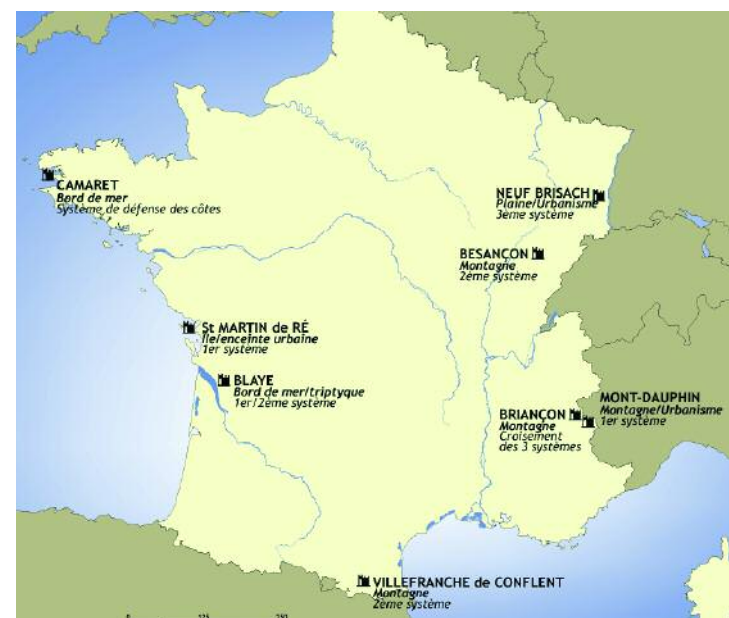 CAMARET
Bord de mer
Système de défense des côtes
NEUF BRISACH
Plaine/Urbanisme
3ème système
BESANÇON
Montagne
2ème système
St MARTIN de RÉ
Ile/enceinte urbaine
1er système
BLAYE
Bord de mer/triptyque
1er/2ème système
BRIANÇON
Montagne
Croisement
des 3 systèmes
MONT-DAUPHIN
Montagne/Urbanisme
1er système
VILLEFRANCHE de CONFLENT
Montagne
2ème système